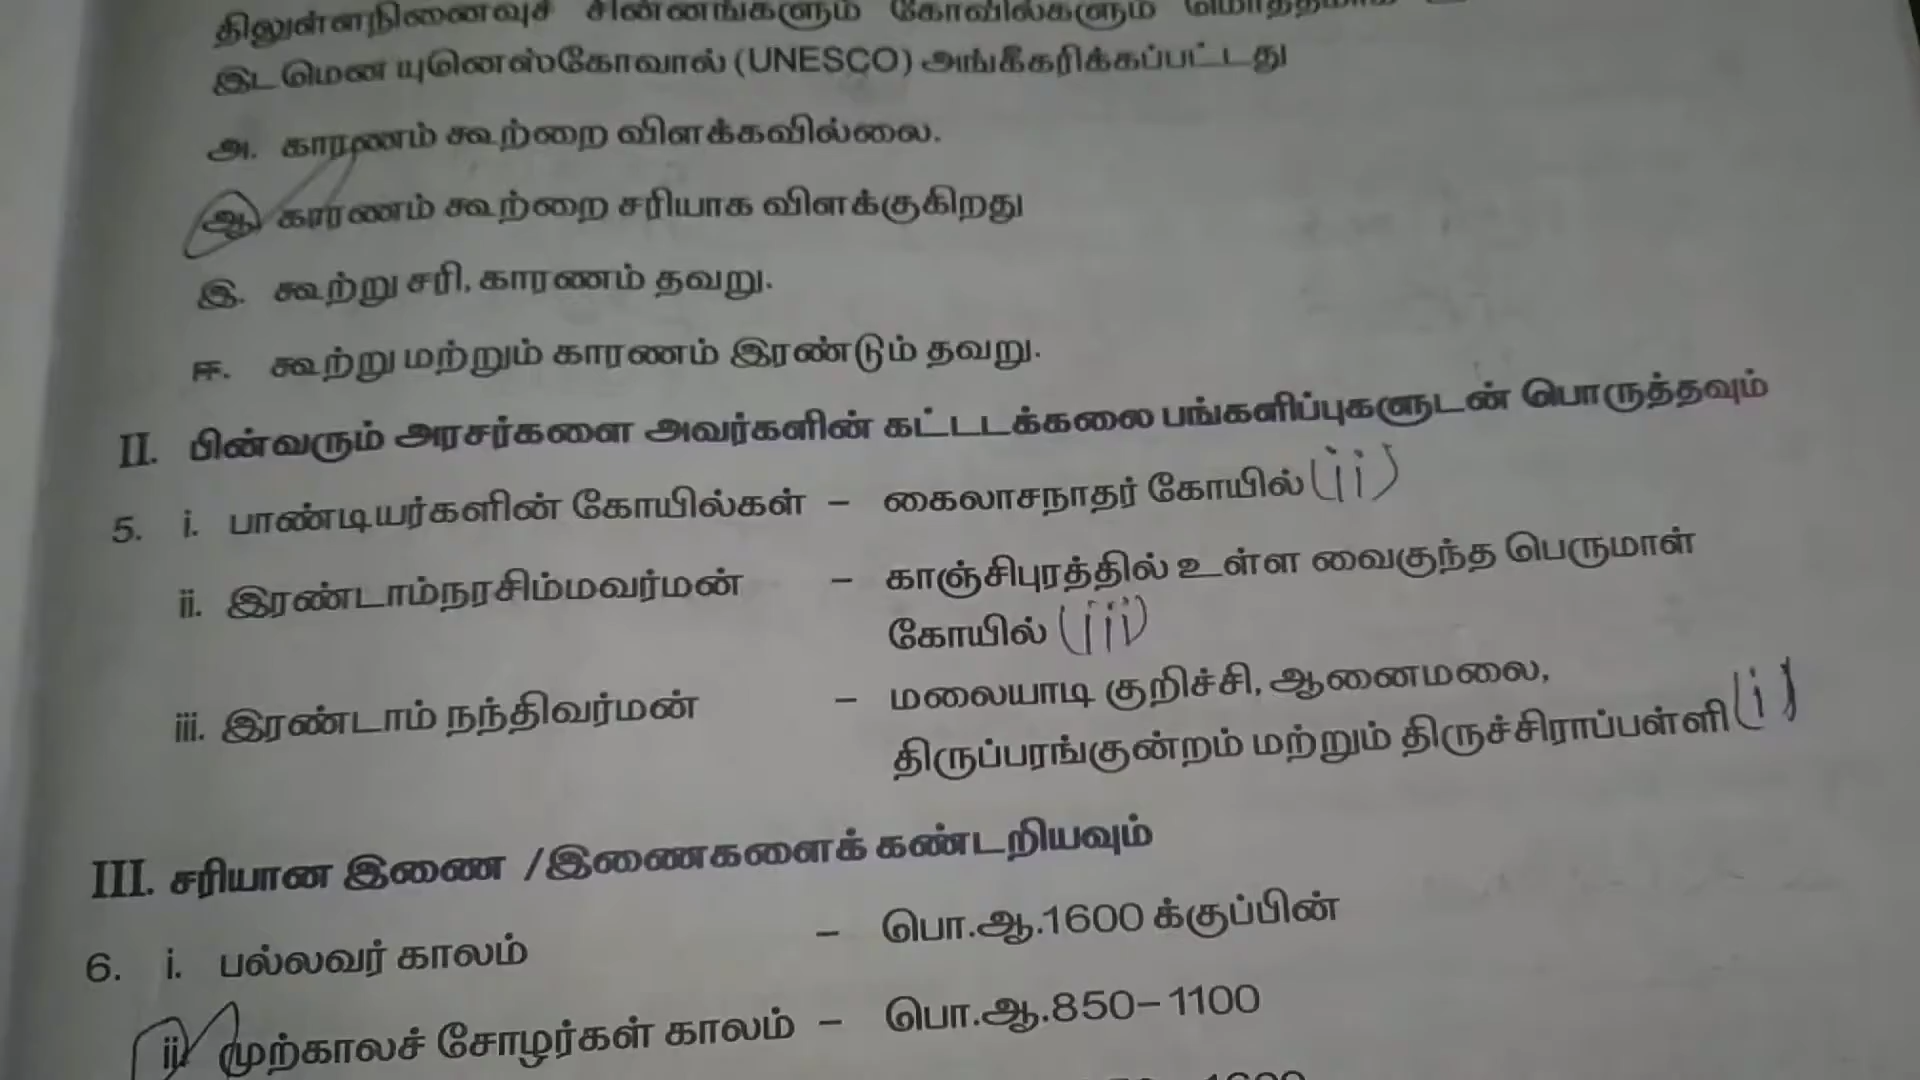 திலுள்ளநினைவுச் சின்னங்களும் கோவில்களும்
இடமென யுனெஸ்கோவால் (UNESCO) அங்கீகரிக்கப்பட்டது
அ. காரணம் கூற்றை விளக்கவில்லை.
ஆ காரணம் கூற்றை சரியாக விளக்குகிறது
இ. கூற்று சரி, காரணம் தவறு.
ஈ. கூற்று மற்றும் காரணம் இரண்டும் தவறு.
II. பின்வரும் அரசர்களை அவர்களின் கட்டடக்கலை பங்களிப்புகளுடன் பொருத்தவும்
5. i. பாண்டியர்களின் கோயில்கள் – கைலாசநாதர் கோயில் (ii)
ii. இரண்டாம்நரசிம்மவர்மன் – காஞ்சிபுரத்தில் உள்ள வைகுந்த பெருமாள்
கோயில் (iii)
iii. இரண்டாம் நந்திவர்மன் – மலையாடி குறிச்சி, ஆனைமலை,
திருப்பரங்குன்றம் மற்றும் திருச்சிராப்பள்ளி (i)
III. சரியான இணை /இணைகளைக் கண்டறியவும்
6. i. பல்லவர் காலம் – பொ.ஆ.1600 க்குப்பின்
ii முற்காலச் சோழர்கள் காலம் – பொ.ஆ.850–1100